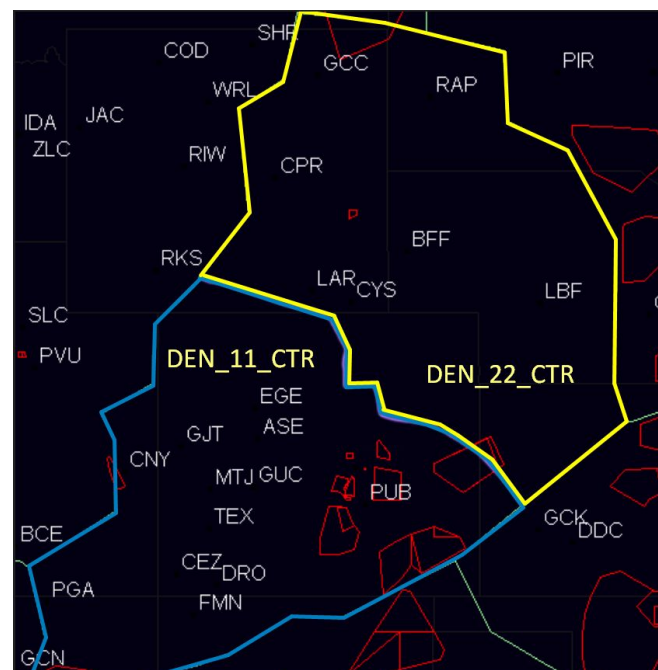 SHR
COD
GCC
PIR
RAP
WRL
JAC
IDA
ZLC
RIW
CPR
BFF
RKS
LAR
CYS
LBF
SLC
PVU
DEN_11_CTR
DEN_22_CTR
EGE
ASE
GJT
CNY
MTJ
GUC
PUB
TEX
GCK
DDC
BCE
CEZ
DRO
PGA
FMN
GCN